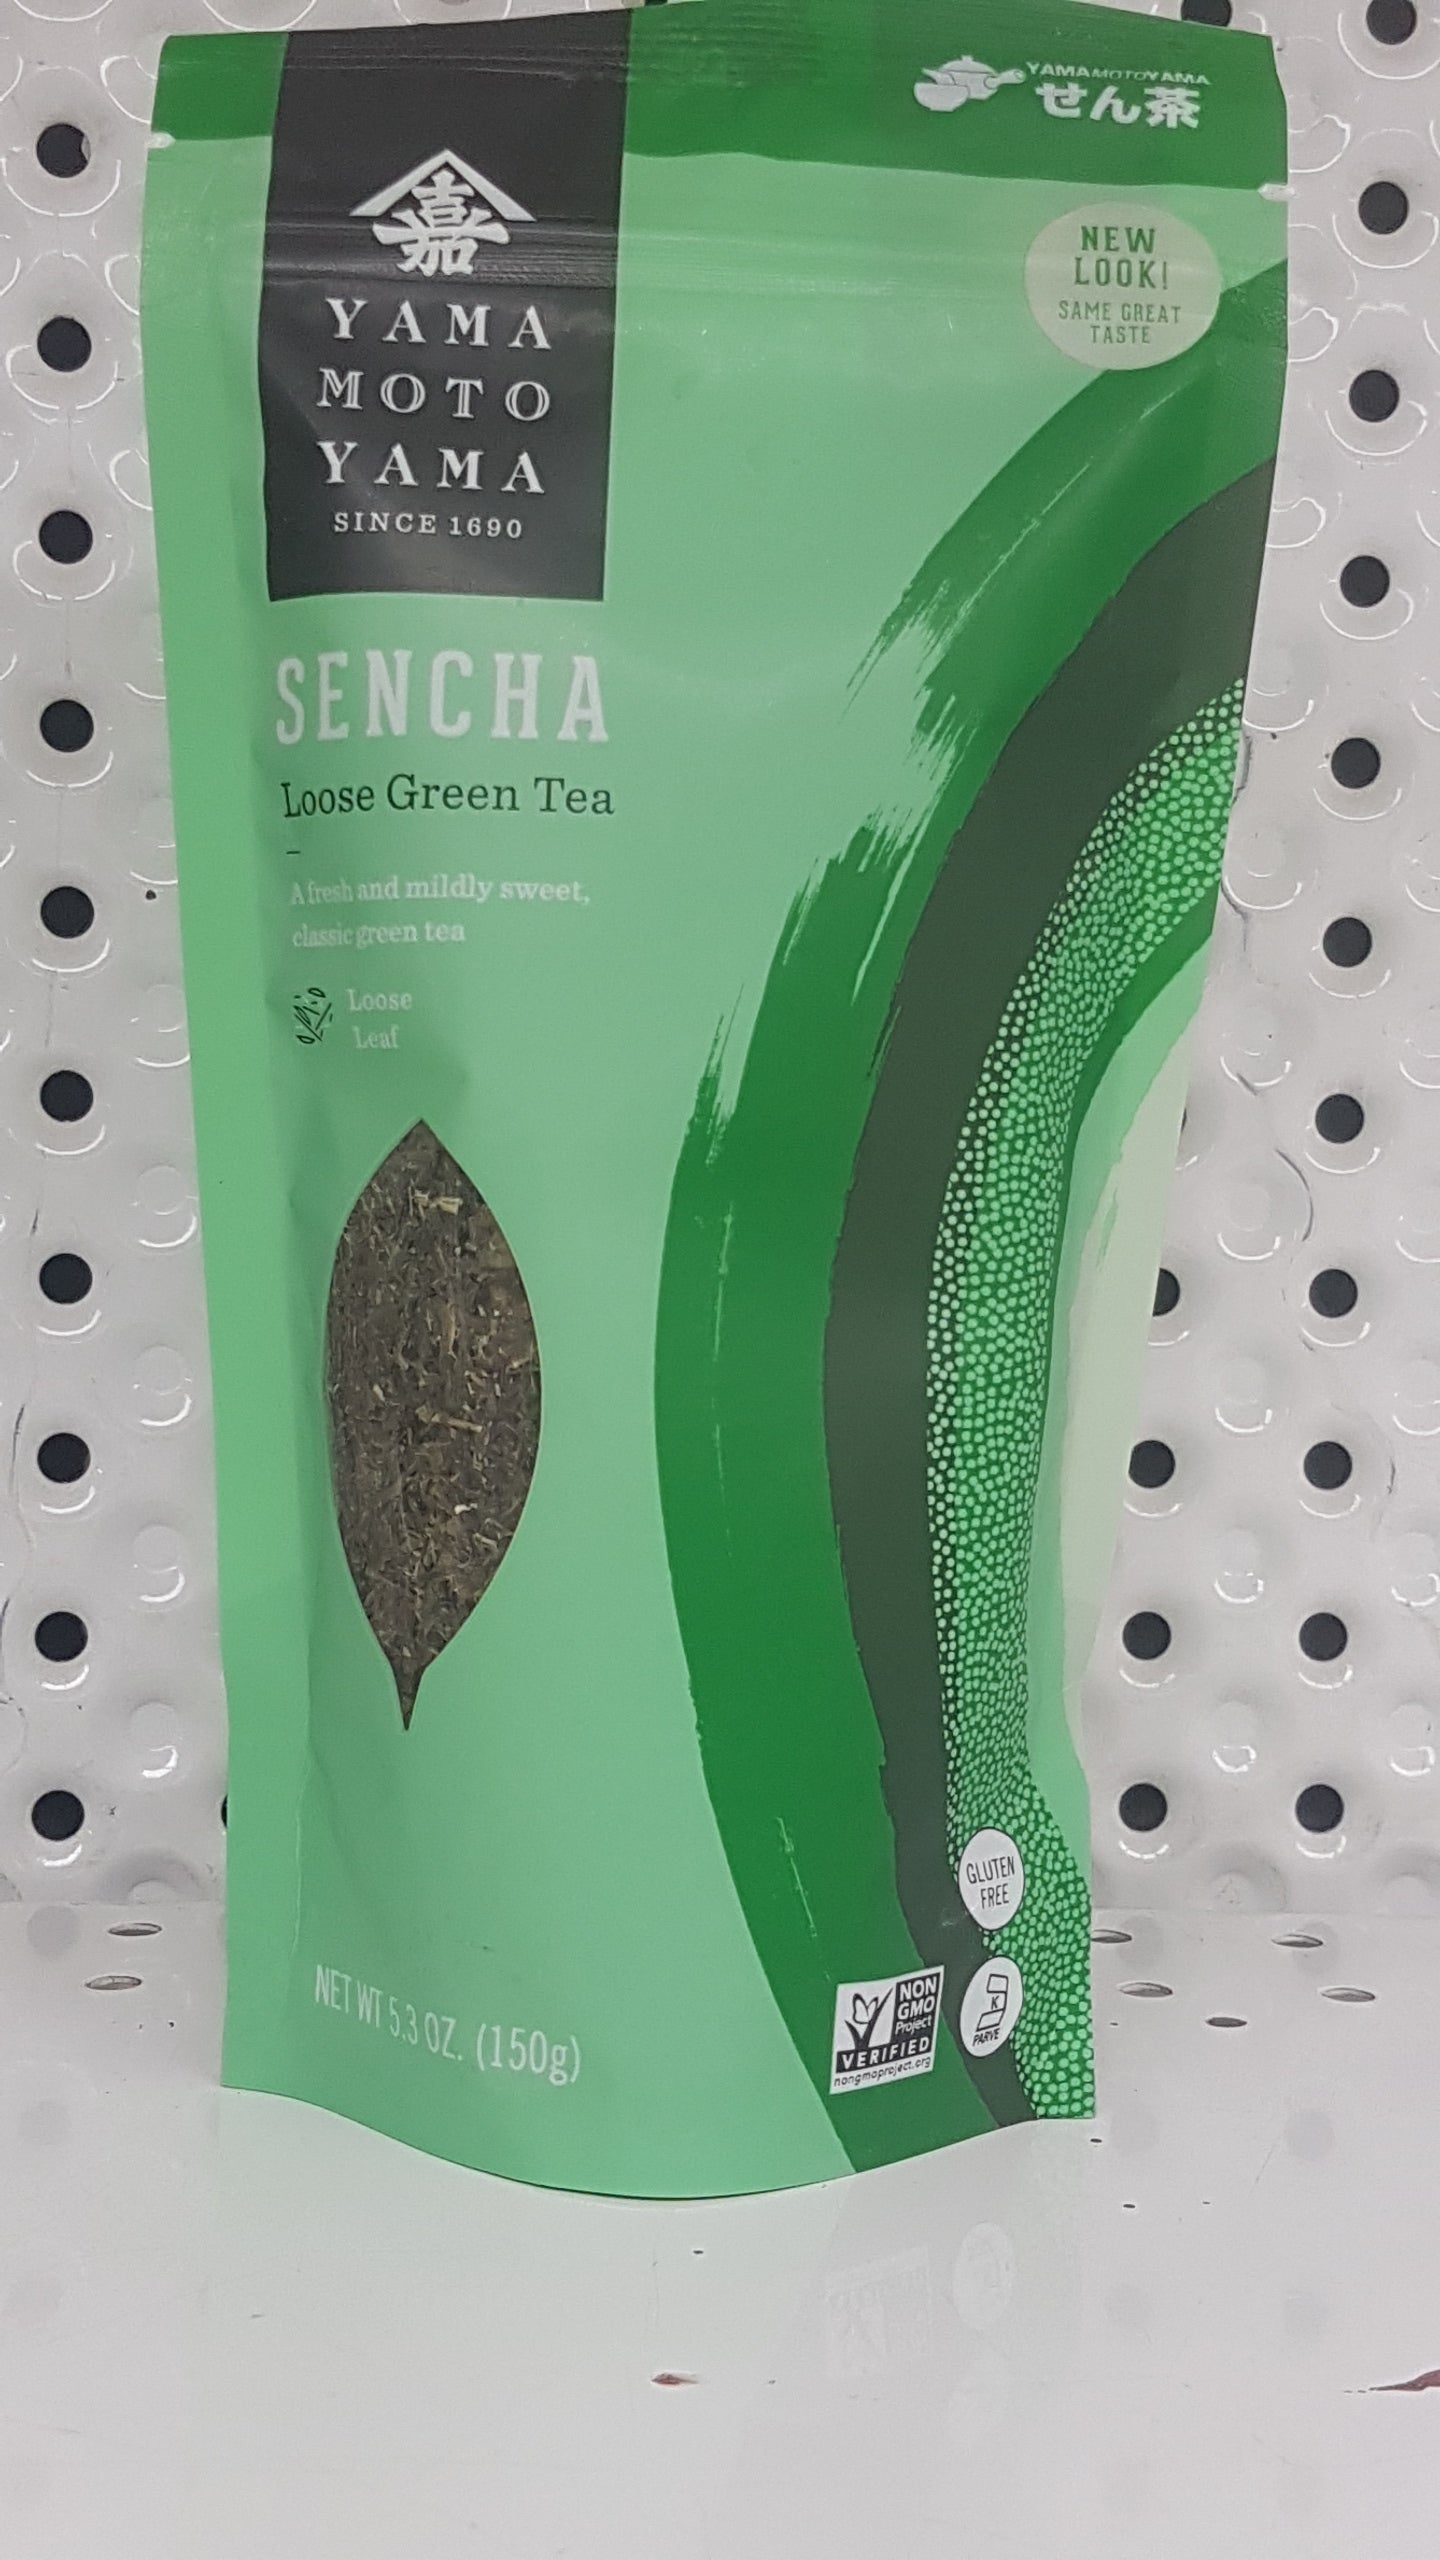 YAMAMOTOYAMA
せん茶
嘉
YAMA
MOTO
YAMA
SINCE 1690
NEW
LOOK!
SAME GREAT
TASTE
SENCHA
Loose Green Tea
A fresh and mildly sweet,
classic green tea
Loose
Leaf
GLUTEN
FREE
NON
GMO
Project
VERIFIED
nongmoproject.org
K
PARVE
NET WT 5.3 OZ. (150g)